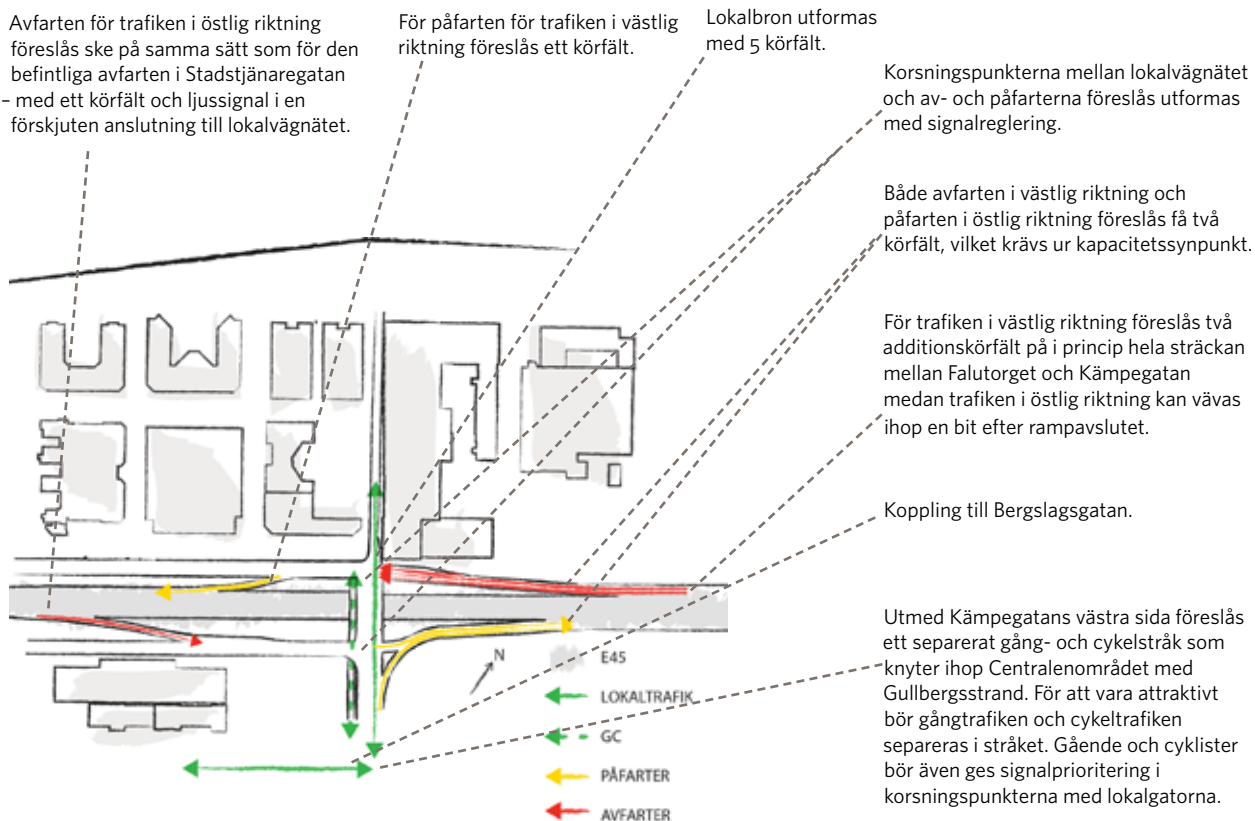 Avfarten för trafiken i östlig riktning
föreslås ske på samma sätt som för den
befintliga avfarten i Stadstjänaregatan
– med ett körfält och ljussignal i en
förskjuten anslutning till lokalvägnätet.
För påfarten för trafiken i västlig
riktning föreslås ett körfält.
Lokalbron utformas
med 5 körfält.
Korsningspunkterna mellan lokalvägnätet
och av- och påfarterna föreslås utformas
med signalreglering.
Både avfarten i västlig riktning och
påfarten i östlig riktning föreslås få två
körfält, vilket krävs ur kapacitetssynpunkt.
För trafiken i västlig riktning föreslås två
additionskörfält på i princip hela sträckan
mellan Falutorget och Kämpegatan
medan trafiken i östlig riktning kan vävas
ihop en bit efter rampavslutet.
Koppling till Bergslagsgatan.
Utmed Kämpegatans västra sida föreslås
ett separerat gång- och cykelstråk som
knyter ihop Centralenområdet med
Gullbergsstrand. För att vara attraktivt
bör gångtrafiken och cykeltrafiken
separeras i stråket. Gående och cyklister
bör även ges signalprioritering i
korsningspunkterna med lokalgatorna.
N
E45
LOKALTRAFIK
GC
PÅFARTER
AVFARTER